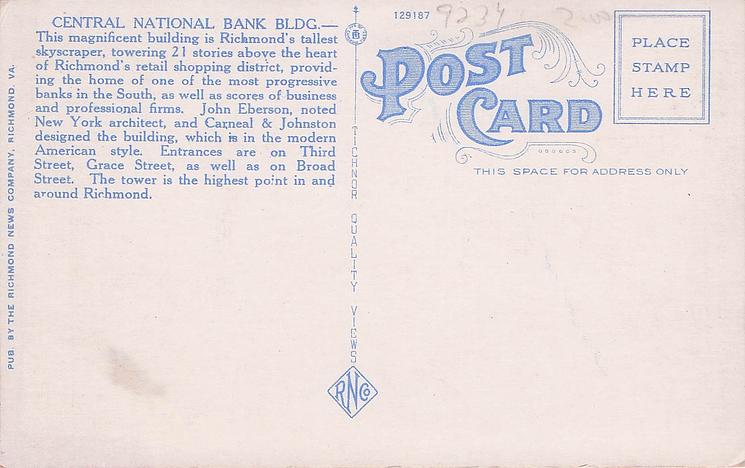 CENTRAL NATIONAL BANK BLDG.—
This magnificent building is Richmond's tallest
skyscraper, towering 21 stories above the heart
of Richmond's retail shopping district, provid-
ing the home of one of the most progressive
banks in the South, as well as scores of business
and professional firms. John Eberson, noted
New York architect, and Carneal & Johnston
designed the building, which is in the modern
American style. Entrances are on Third
Street, Grace Street, as well as on Broad
Street. The tower is the highest point in and
around Richmond.
PUB. BY THE RICHMOND NEWS COMPANY, RICHMOND, VA.
TICHNOR QUALITY VIEWS
RNCo
129187
9234
POST
CARD
PLACE
STAMP
HERE
THIS SPACE FOR ADDRESS ONLY